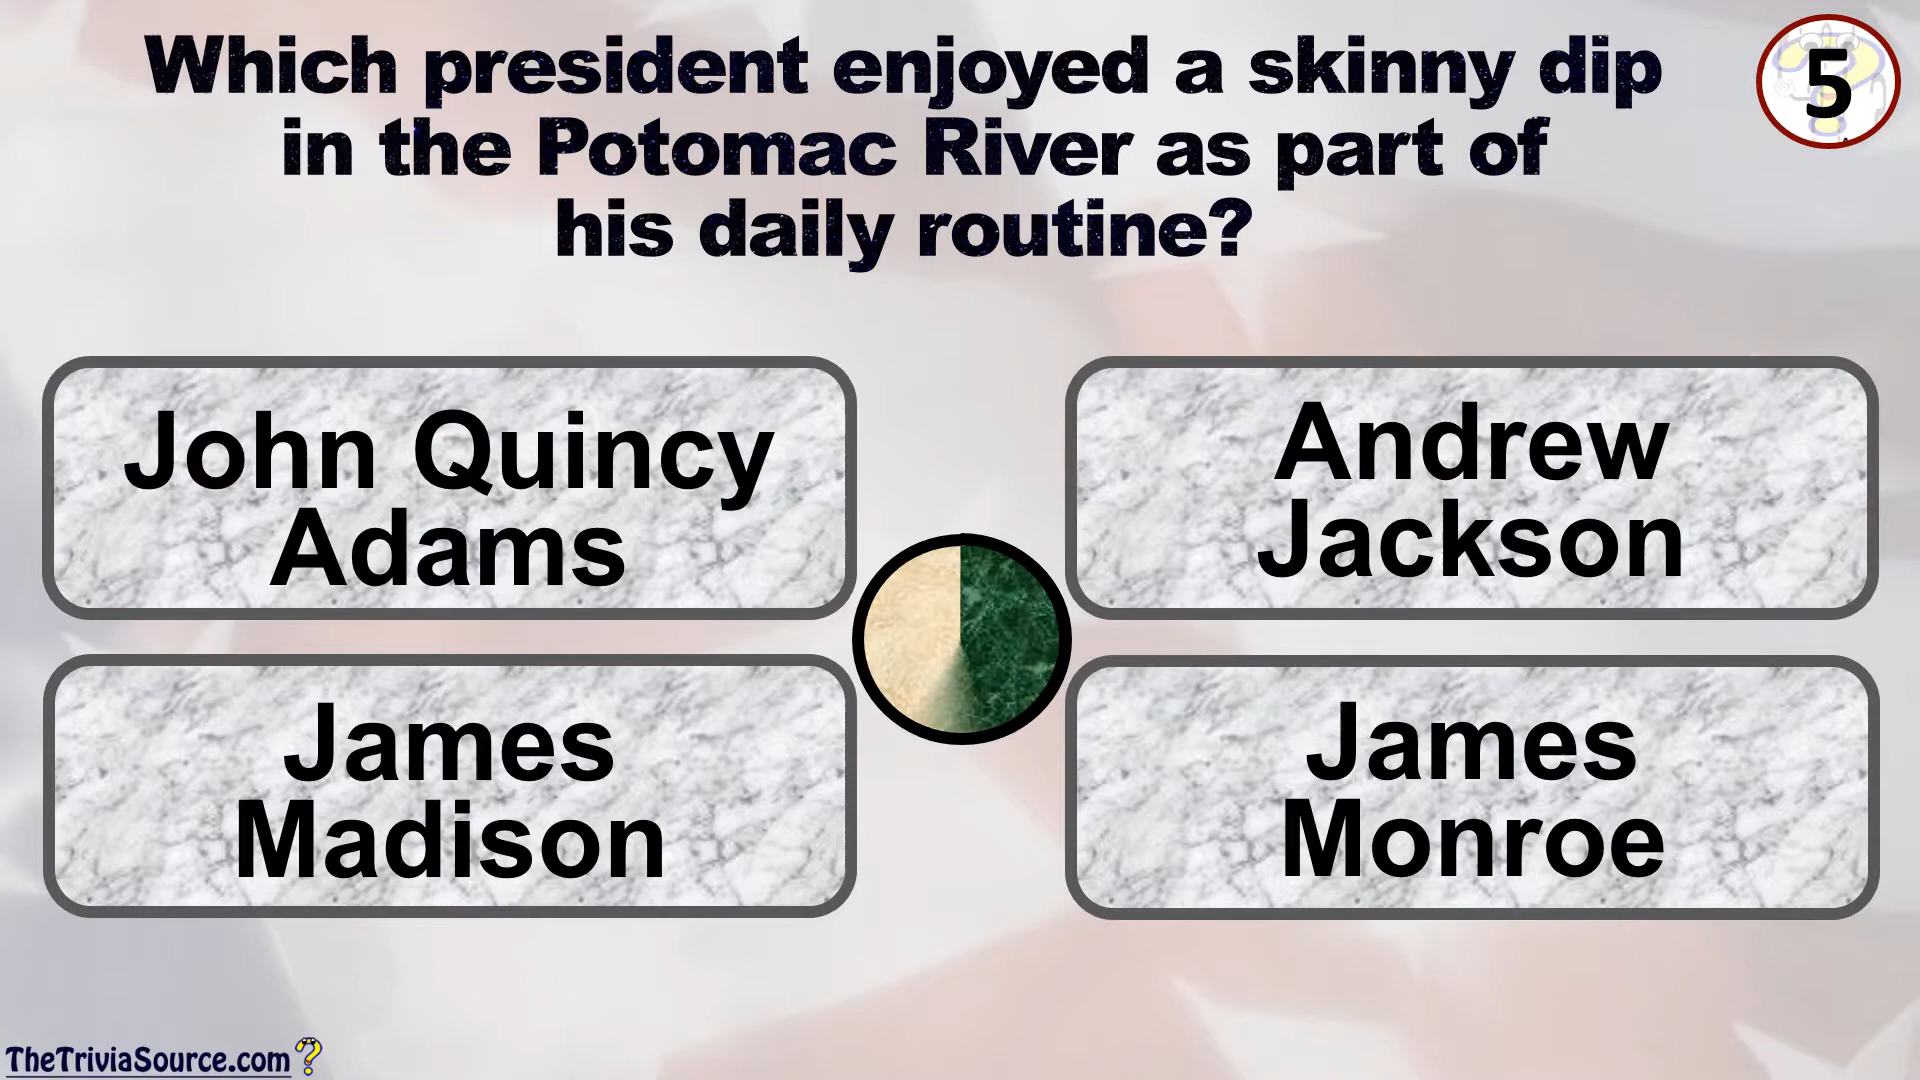 Which president enjoyed a skinny dip
in the Potomac River as part of
his daily routine?
5
John Quincy
Adams
Andrew
Jackson
James
Madison
James
Monroe
TheTriviaSource.com?